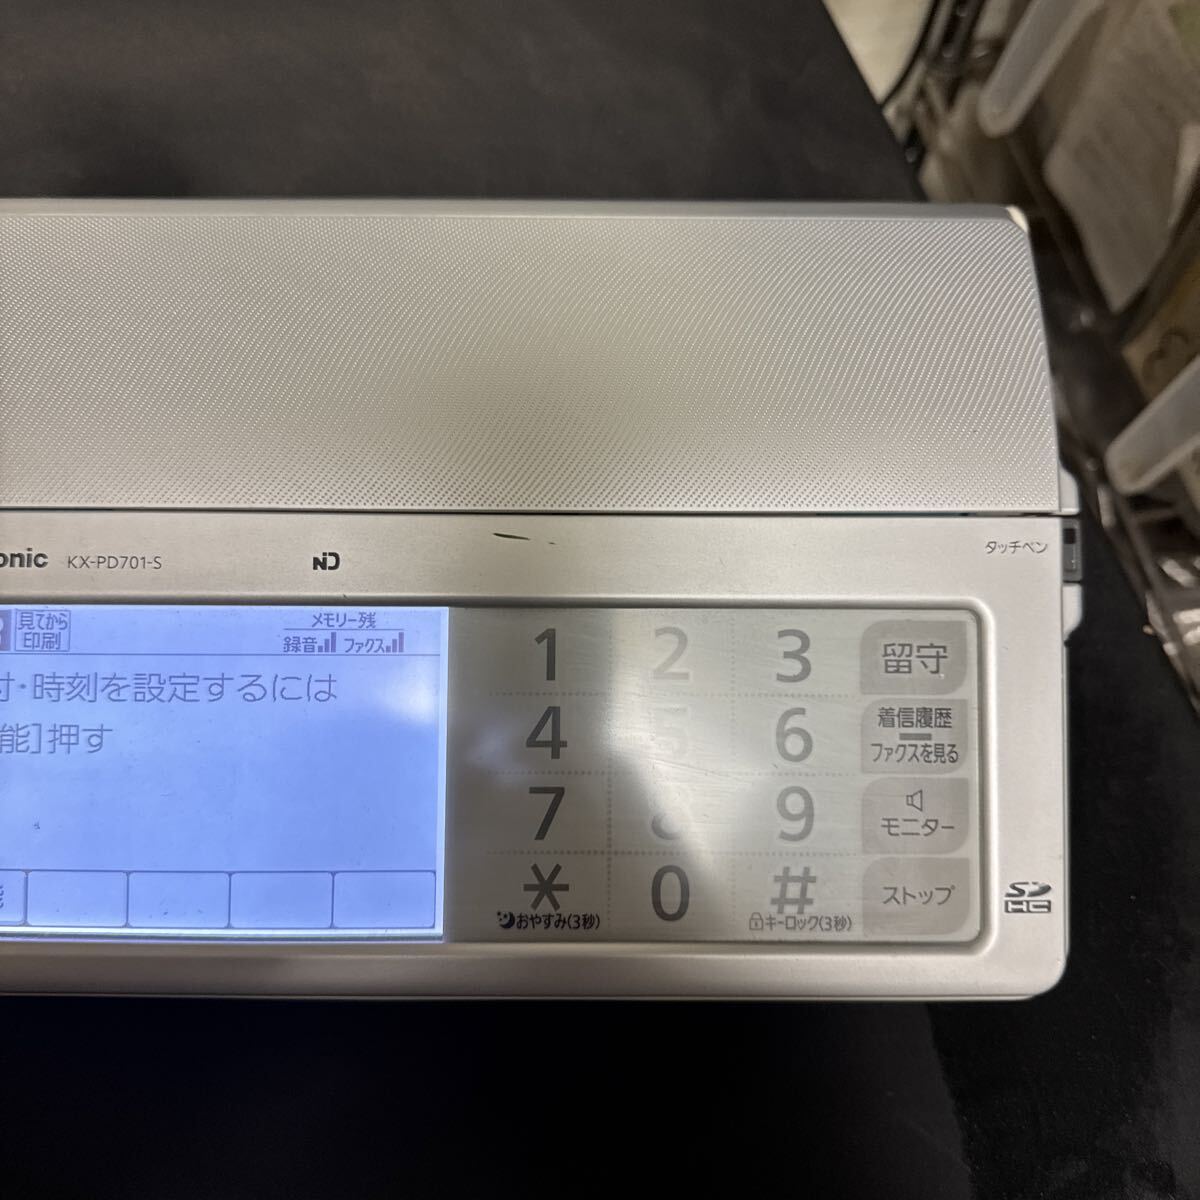 onic KX-PD701-S
ND
タッチペン
見てから
印刷
メモリー残
録音 ファクス
付・時刻を設定するには
能]押す
1 2 3 留守
4 5 6 着信履歴
ファクスを見る
7 8 9 モニター
* 0 # ストップ
おやすみ(3秒) キーロック(3秒)
SD
HC